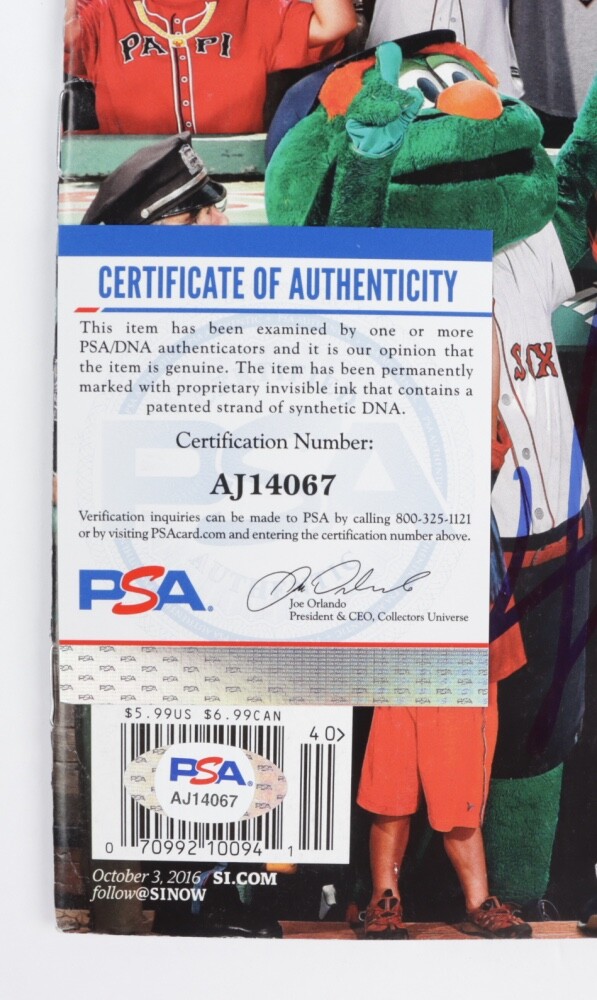 PAPI
CERTIFICATE OF AUTHENTICITY
This item has been examined by one or more
PSA/DNA authenticators and it is our opinion that
the item is genuine. The item has been permanently
marked with proprietary invisible ink that contains a
patented strand of synthetic DNA.
Certification Number:
AJ14067
Verification inquiries can be made to PSA by calling 800-325-1121
or by visiting PSAcard.com and entering the certification number above.
PSA.
Joe Orlando
President & CEO, Collectors Universe
SOX
$5.99US $6.99CAN
40>
PSA.
AJ14067
0 70992 10094 1
October 3, 2016 SI.COM
follow@SINOW